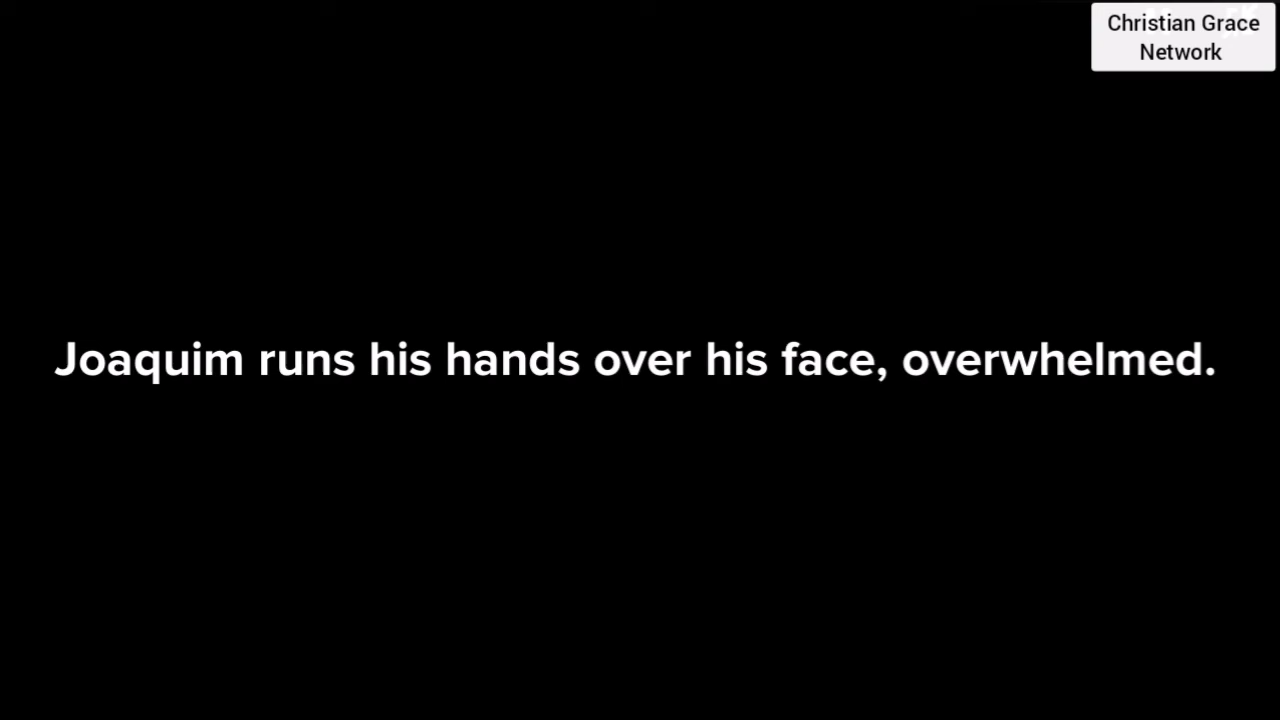 Christian Grace
Network
Joaquim runs his hands over his face, overwhelmed.